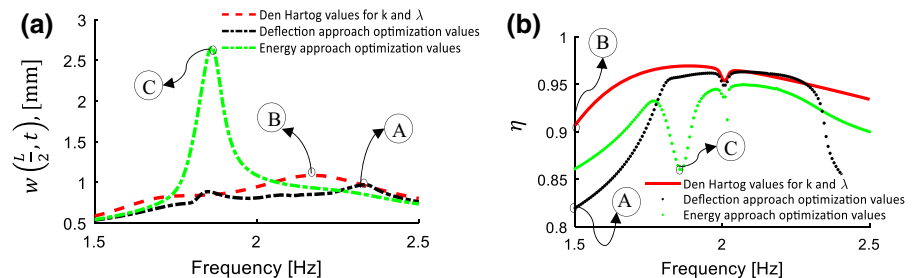 (a)
Den Hartog values for k and λ
Deflection approach optimization values
Energy approach optimization values
w(L/2, t), [mm]
3
2.5
2
1.5
1
0.5
1.5
2
2.5
Frequency [Hz]
C
B
A
(b)
η
1
0.95
0.9
0.85
0.8
1.5
2
2.5
Frequency [Hz]
B
C
A
Den Hartog values for k and λ
Deflection approach optimization values
Energy approach optimization values